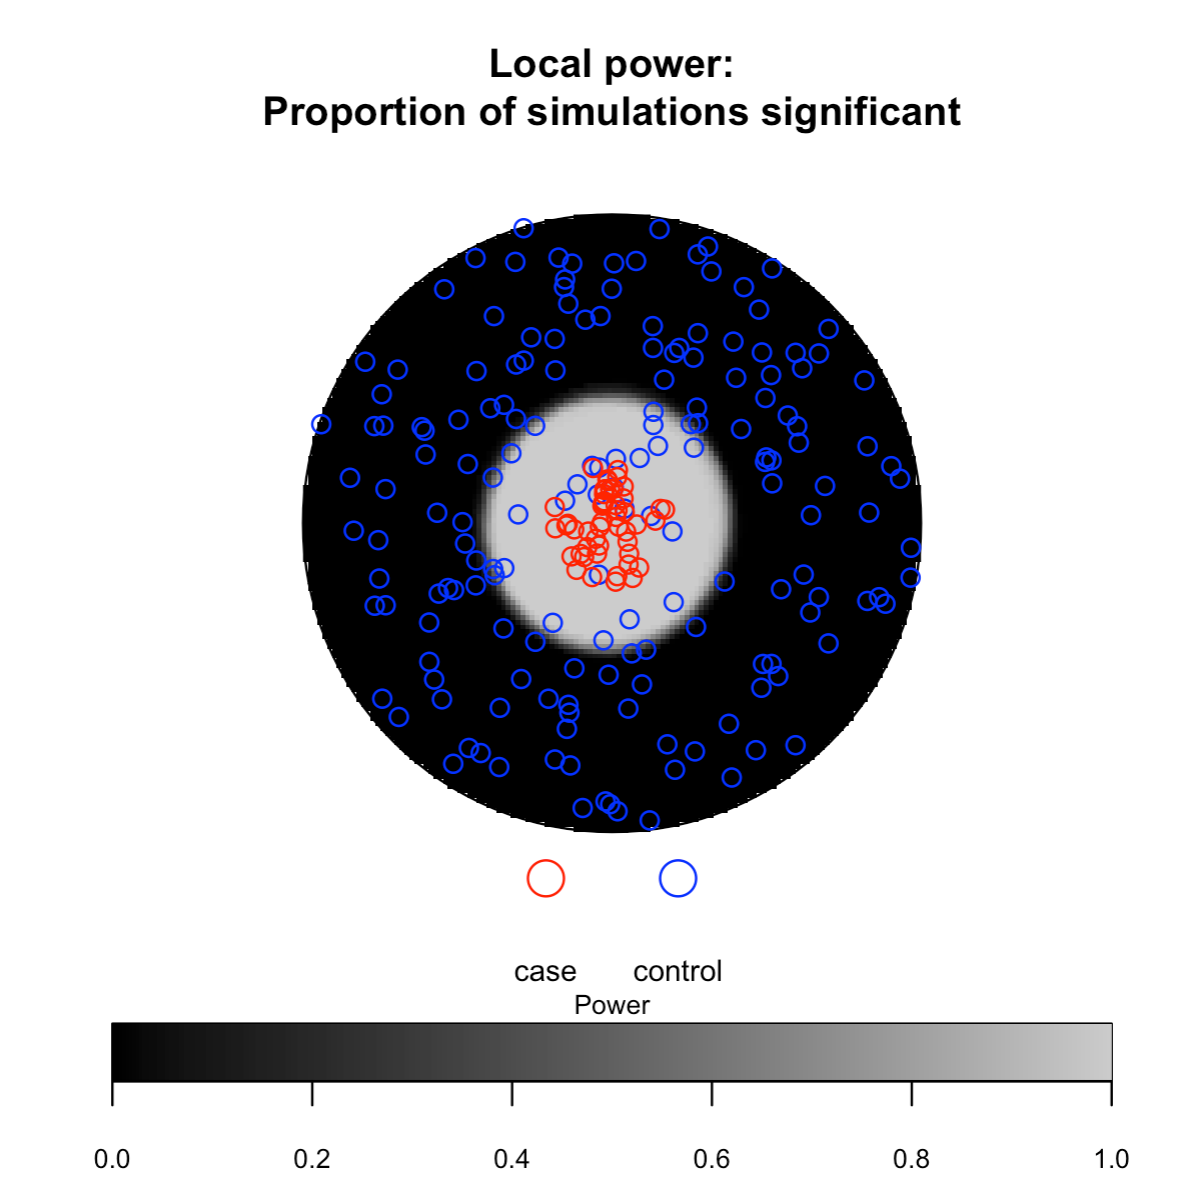 Local power:
Proportion of simulations significant
case control
Power
0.0 0.2 0.4 0.6 0.8 1.0